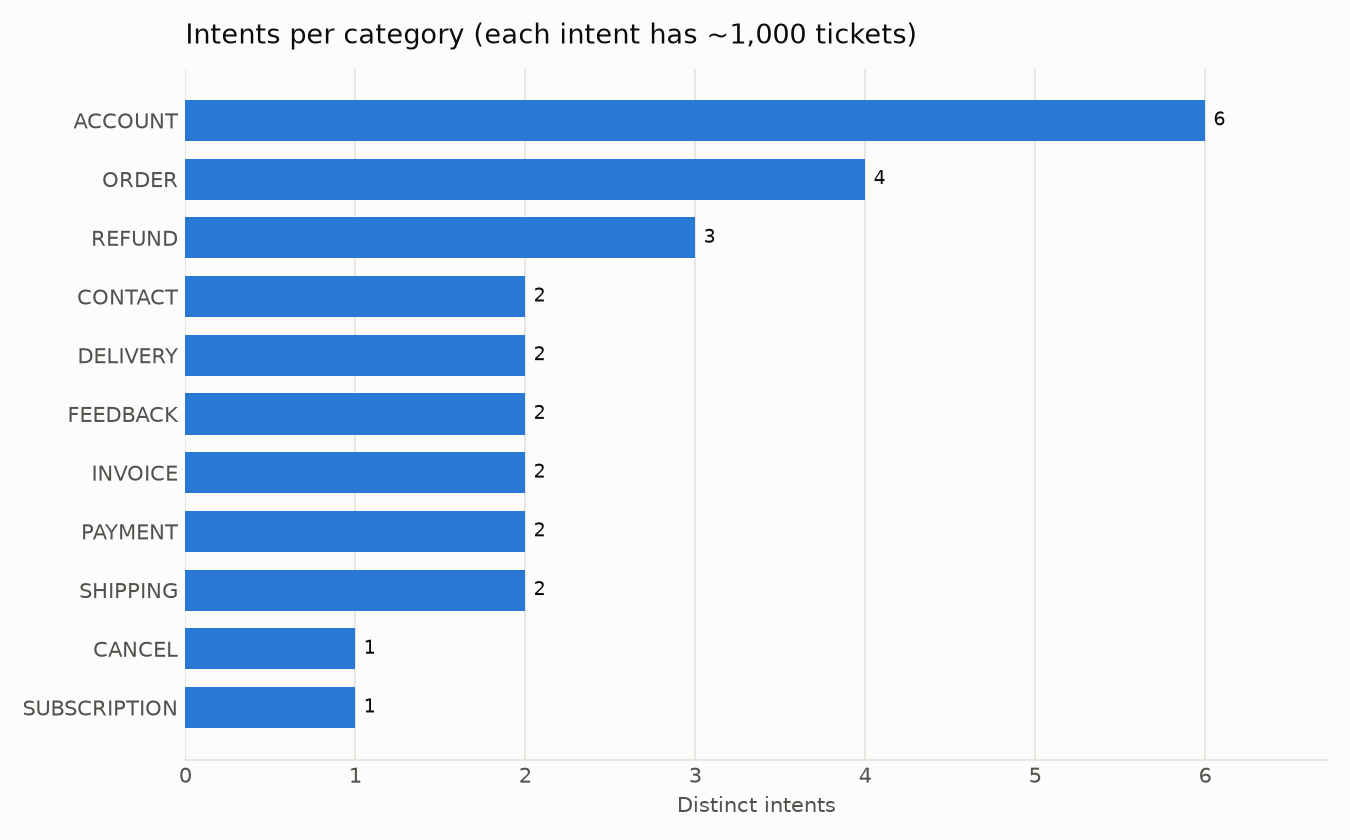 Intents per category (each intent has ~1,000 tickets)
ACCOUNT 6
ORDER 4
REFUND 3
CONTACT 2
DELIVERY 2
FEEDBACK 2
INVOICE 2
PAYMENT 2
SHIPPING 2
CANCEL 1
SUBSCRIPTION 1
0 1 2 3 4 5 6
Distinct intents